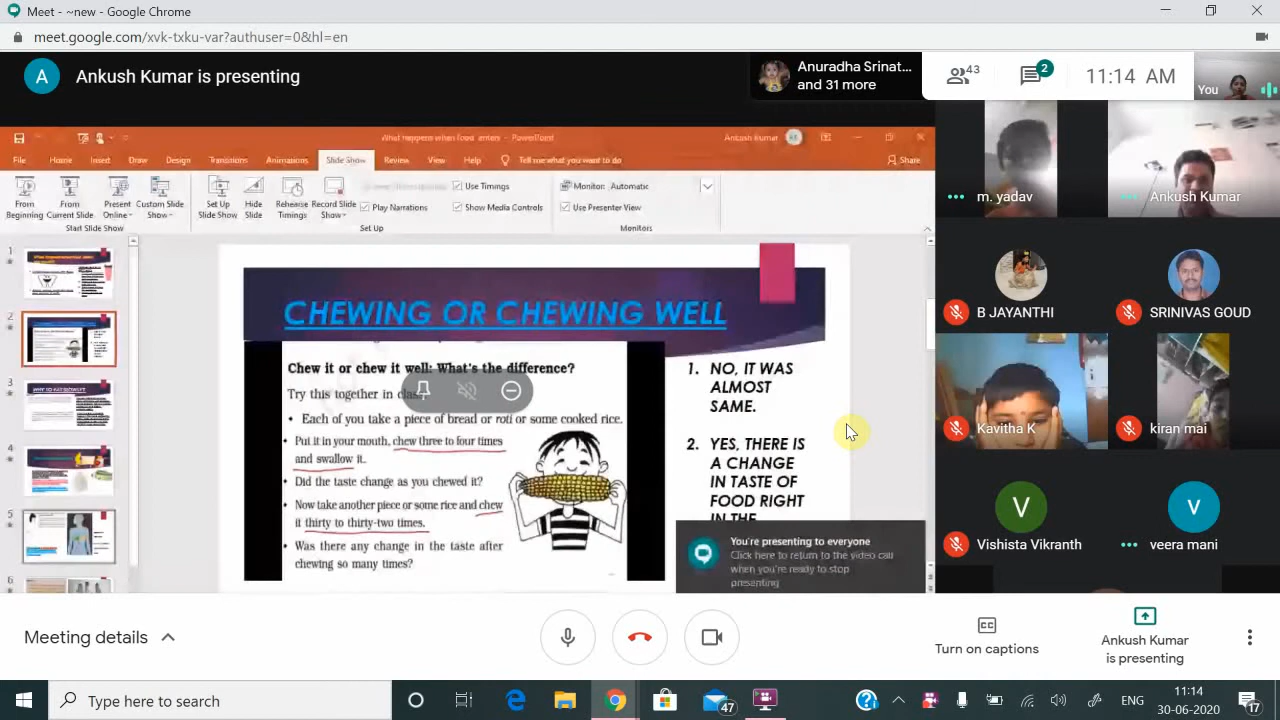 Meet - ~new - Google Chrome
meet.google.com/xvk-txku-var?authuser=0&hl=en
A
Ankush Kumar is presenting
Anuradha Srinat...
and 31 more
43
2
11:14 AM
You
What happens when food enters - PowerPoint
Ankush kumar
File Home Insert Draw Design Transitions Animations Slide Show Review View Help Tell me what you want to do
Share
From Beginning
From Current Slide
Present Online
Custom Slide Show
Set Up Slide Show
Hide Slide
Rehearse Timings
Record Slide Show
Play Narrations
Use Timings
Show Media Controls
Monitor: Automatic
Use Presenter View
Start Slide Show
Set Up
Monitors
1
2
3
4
5
6
CHEWING OR CHEWING WELL
Chew it or chew it well: What's the difference?
Try this together in
• Each of you take a piece of bread or roti or some cooked rice.
• Put it in your mouth, chew three to four times
and swallow it.
• Did the taste change as you chewed it?
• Now take another piece or some rice and chew
it thirty to thirty-two times.
• Was there any change in the taste after
chewing so many times?
1. NO, IT WAS
ALMOST
SAME.
2. YES, THERE IS
A CHANGE
IN TASTE OF
FOOD RIGHT
IN THE
You're presenting to everyone
Click here to return to the video call
when you're ready to stop
presenting
m. yadav
Ankush Kumar
B JAYANTHI
SRINIVAS GOUD
Kavitha K
kiran mai
V
Vishista Vikranth
V
veera mani
Meeting details
Turn on captions
Ankush Kumar
is presenting
Type here to search
47
ENG
11:14
30-06-2020
17